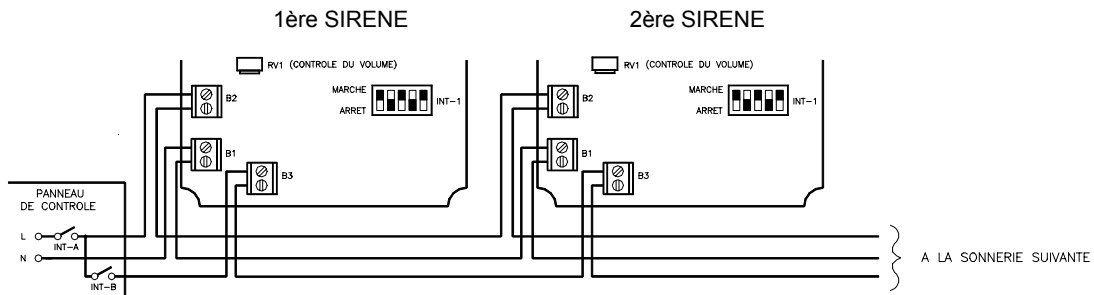 1ère SIRENE
2ère SIRENE
RV1 (CONTROLE DU VOLUME)
RV1 (CONTROLE DU VOLUME)
MARCHE
MARCHE
B2
INT-1
B2
INT-1
ARRET
ARRET
B1
B1
B3
B3
PANNEAU
DE CONTROLE
L
INT-A
N
A LA SONNERIE SUIVANTE
INT-B